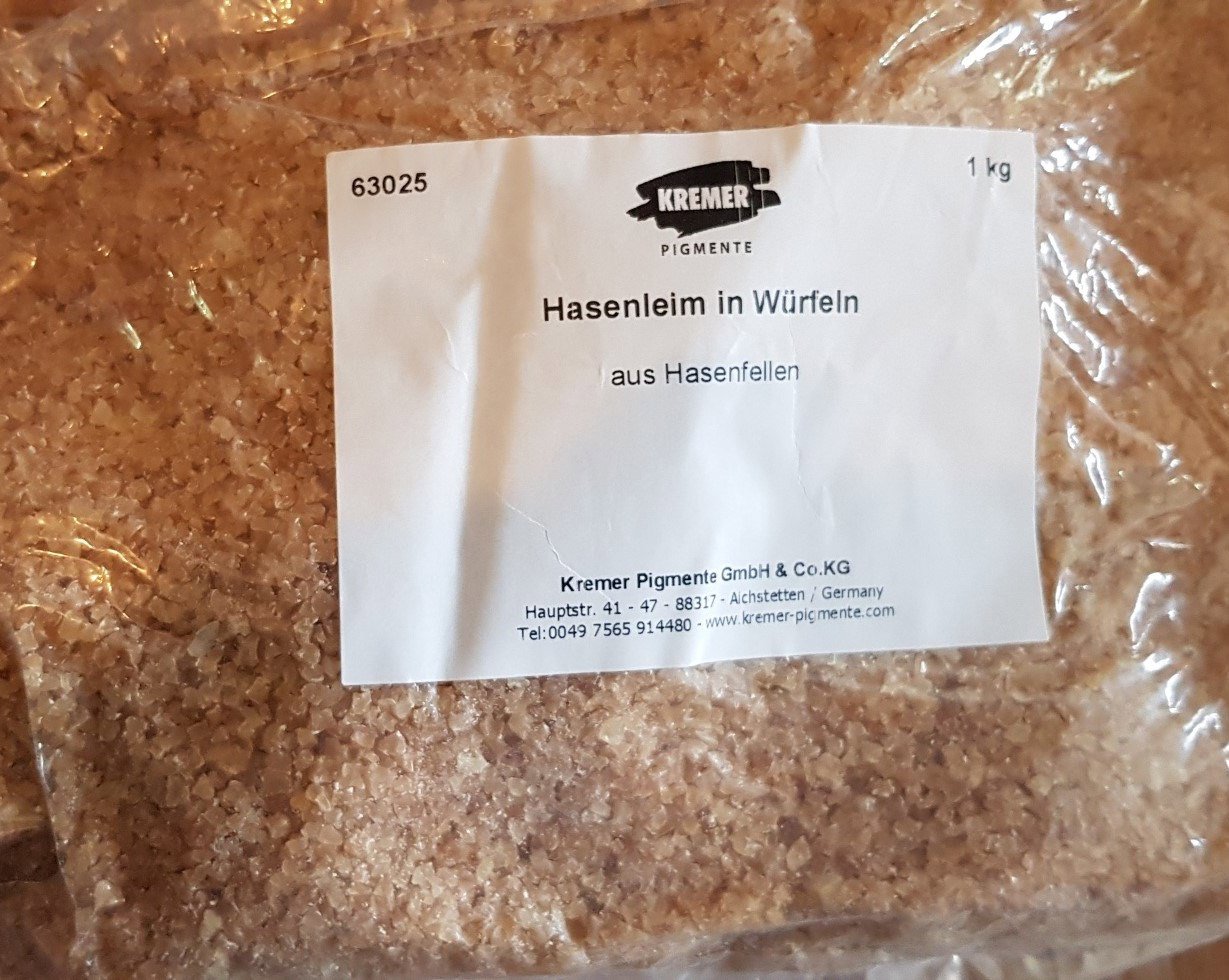 63025
KREMER
1 kg
PIGMENTE
Hasenleim in Würfeln
aus Hasenfellen
Kremer Pigmente GmbH & Co.KG
Hauptstr. 41 - 47 - 88317 - Aichstetten / Germany
Tel:0049 7565 914480 - www.kremer-pigmente.com